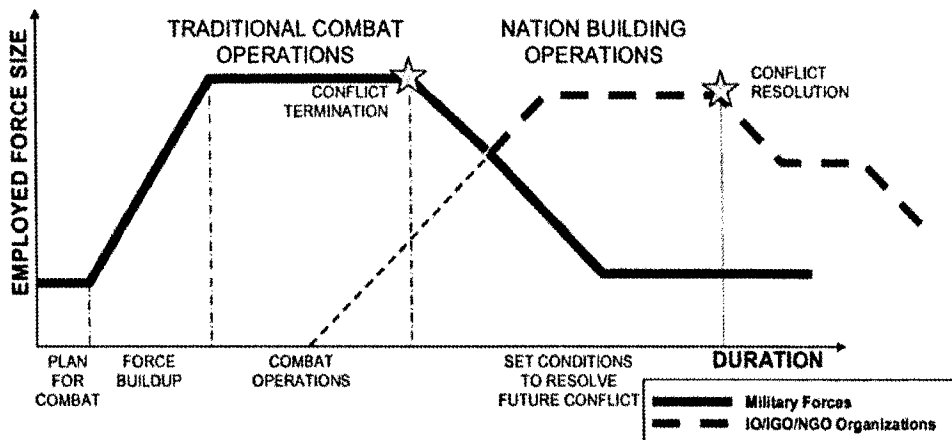 TRADITIONAL COMBAT
OPERATIONS
NATION BUILDING
OPERATIONS
EMPLOYED FORCE SIZE
CONFLICT
TERMINATION
CONFLICT
RESOLUTION
PLAN
FOR
COMBAT
FORCE
BUILDUP
COMBAT
OPERATIONS
SET CONDITIONS
TO RESOLVE
FUTURE CONFLICT
DURATION
Military Forces
IO/IGO/NGO Organizations